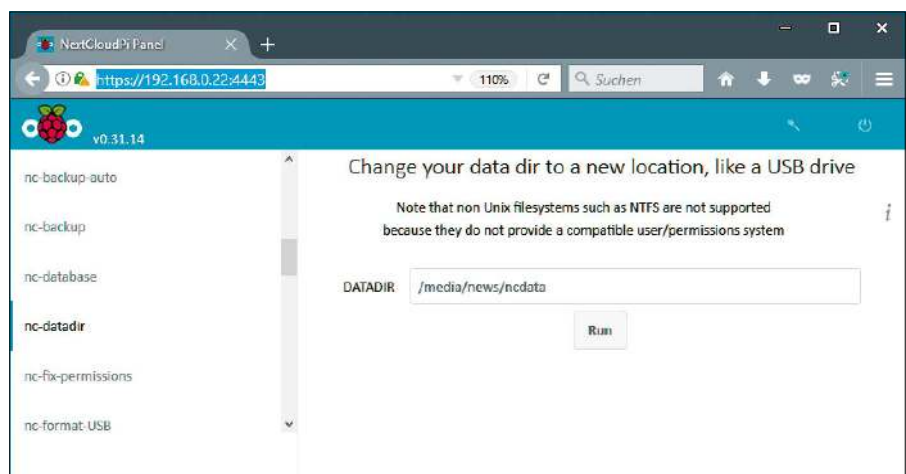 NextCloudPi Panel
https://192.168.0.22:4443
110%
Suchen
v0.31.14
nc-backup-auto
nc-backup
nc-database
nc-datadir
nc-fix-permissions
nc-format-USB
Change your data dir to a new location, like a USB drive
Note that non Unix filesystems such as NTFS are not supported
because they do not provide a compatible user/permissions system
i
DATADIR /media/news/ncdata
Run